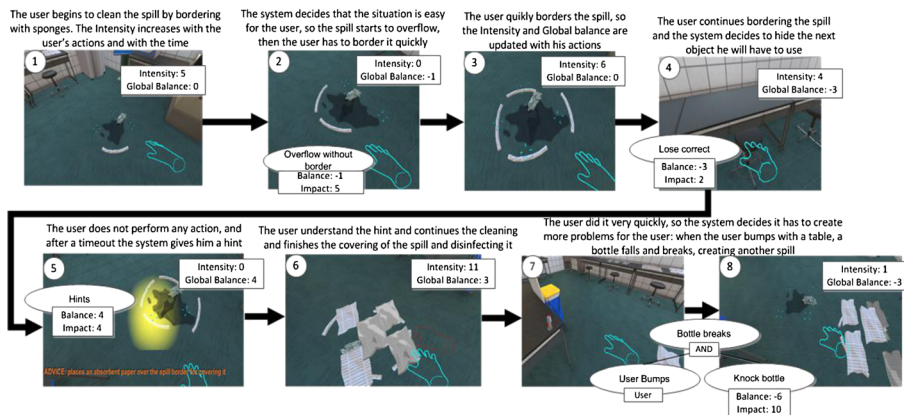 The user begins to clean the spill by bordering
with sponges. The Intensity increases with the
user's actions and with the time
1
Intensity: 5
Global Balance: 0
The system decides that the situation is easy
for the user, so the spill starts to overflow,
then the user has to border it quickly
2
Intensity: 0
Global Balance: -1
Overflow without
border
Balance: -1
Impact: 5
The user quikly borders the spill, so
the Intensity and Global balance are
updated with his actions
3
Intensity: 6
Global Balance: 0
The user continues bordering the spill
and the system decides to hide the next
object he will have to use
4
Intensity: 4
Global Balance: -3
Lose correct
Balance: -3
Impact: 2
The user does not perform any action, and
after a timeout the system gives him a hint
5
Intensity: 0
Global Balance: 4
Hints
Balance: 4
Impact: 4
ADVICE: places an absorbent paper over the spill border for covering it
The user understand the hint and continues the cleaning
and finishes the covering of the spill and disinfecting it
6
Intensity: 11
Global Balance: 3
The user did it very quickly, so the system decides it has to create
more problems for the user: when the user bumps with a table, a
bottle falls and breaks, creating another spill
7
8
Intensity: 1
Global Balance: -3
Bottle breaks
AND
User Bumps
User
Knock bottle
Balance: -6
Impact: 10